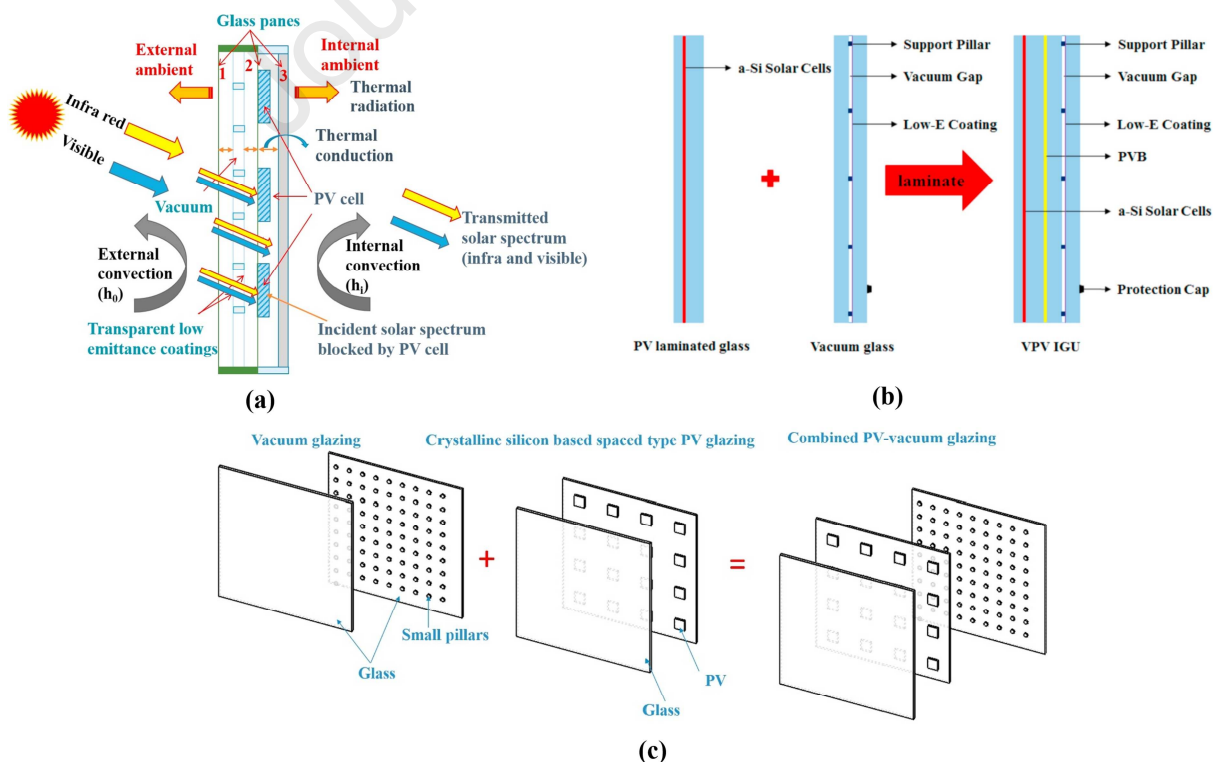 Glass panes
External
ambient
1
2
3
Internal
ambient
Thermal
radiation
Infra red
Visible
Thermal
conduction
Vacuum
PV cell
Transmitted
solar spectrum
(infra and visible)
External
convection
(h₀)
Internal
convection (hᵢ)
Transparent low
emittance coatings
Incident solar spectrum
blocked by PV cell
(a)
a-Si Solar Cells
PV laminated glass
Support Pillar
Vacuum Gap
Low-E Coating
Vacuum glass
laminate
Support Pillar
Vacuum Gap
Low-E Coating
PVB
a-Si Solar Cells
Protection Cap
VPV IGU
(b)
Vacuum glazing
Crystalline silicon based spaced type PV glazing
Combined PV-vacuum glazing
+
=
Small pillars
Glass
PV
Glass
(c)